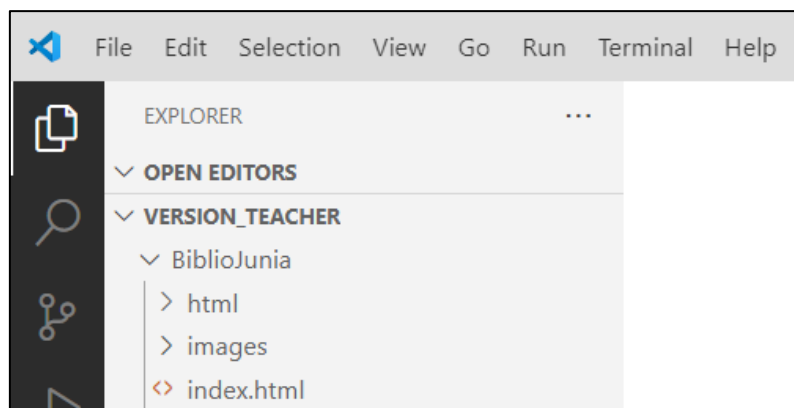 File Edit Selection View Go Run Terminal Help
EXPLORER ...
OPEN EDITORS
VERSION_TEACHER
BiblioJunia
html
images
index.html